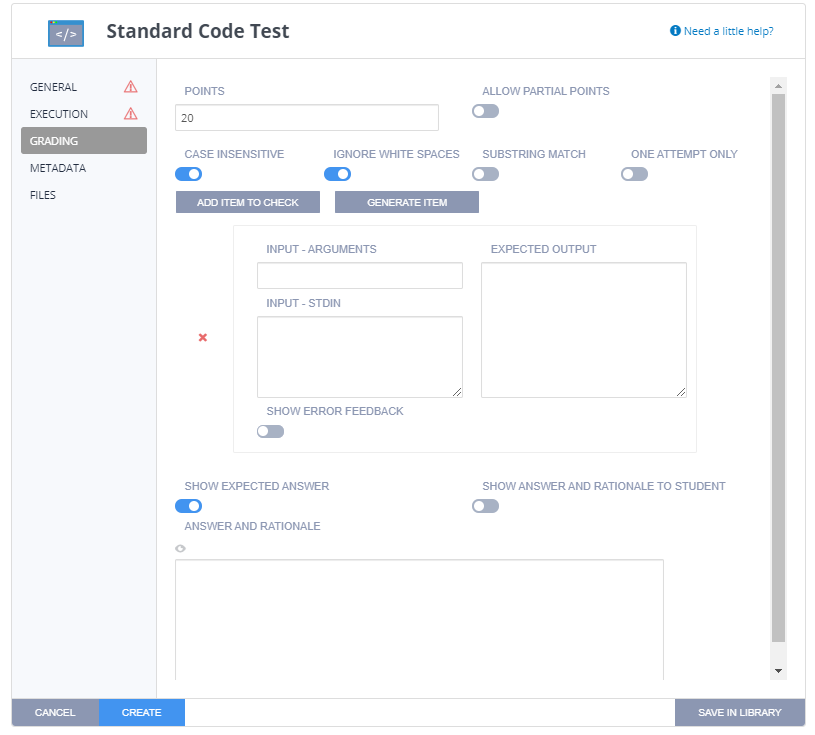 </>
Standard Code Test
Need a little help?
GENERAL
EXECUTION
GRADING
METADATA
FILES
POINTS
ALLOW PARTIAL POINTS
20
CASE INSENSITIVE
IGNORE WHITE SPACES
SUBSTRING MATCH
ONE ATTEMPT ONLY
ADD ITEM TO CHECK
GENERATE ITEM
INPUT - ARGUMENTS
EXPECTED OUTPUT
INPUT - STDIN
SHOW ERROR FEEDBACK
SHOW EXPECTED ANSWER
SHOW ANSWER AND RATIONALE TO STUDENT
ANSWER AND RATIONALE
CANCEL
CREATE
SAVE IN LIBRARY